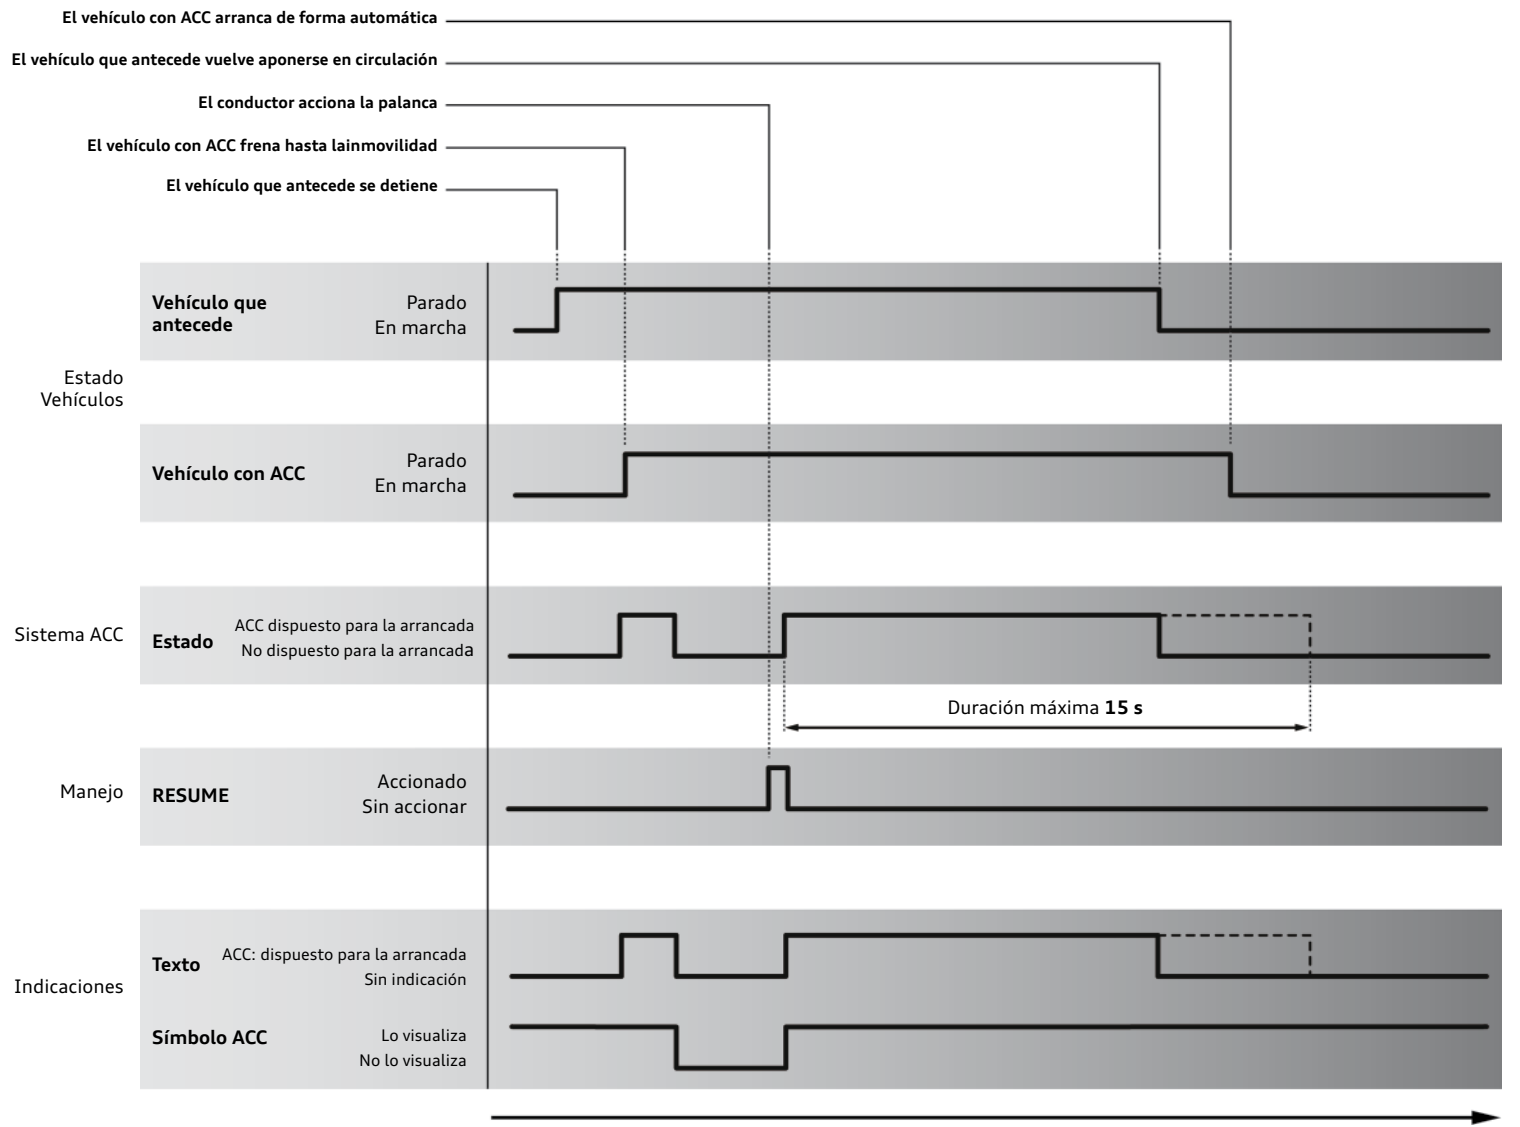 El vehículo con ACC arranca de forma automática
El vehículo que antecede vuelve aponerse en circulación
El conductor acciona la palanca
El vehículo con ACC frena hasta lainmovilidad
El vehículo que antecede se detiene
Estado
Vehículos
Vehículo que
antecede
Parado
En marcha
Vehículo con ACC
Parado
En marcha
Sistema ACC
Estado
ACC dispuesto para la arrancada
No dispuesto para la arrancada
Duración máxima 15 s
Manejo
RESUME
Accionado
Sin accionar
Indicaciones
Texto
ACC: dispuesto para la arrancada
Sin indicación
Símbolo ACC
Lo visualiza
No lo visualiza